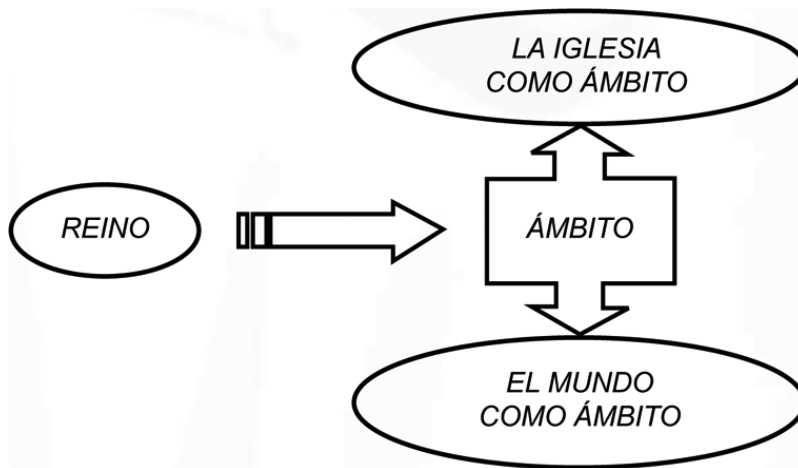 LA IGLESIA
COMO ÁMBITO
REINO
ÁMBITO
EL MUNDO
COMO ÁMBITO